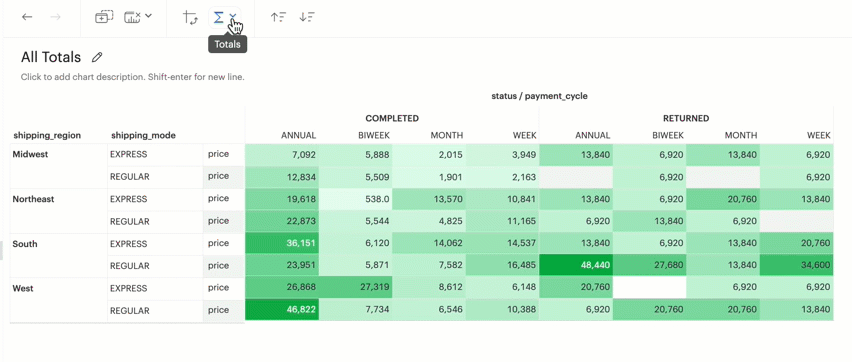 Totals
All Totals
Click to add chart description. Shift-enter for new line.
status / payment_cycle
COMPLETED RETURNED
shipping_region shipping_mode ANNUAL BIWEEK MONTH WEEK ANNUAL BIWEEK MONTH WEEK
Midwest EXPRESS price 7,092 5,888 2,015 3,949 13,840 6,920 13,840 6,920
REGULAR price 12,834 5,509 1,901 2,163 6,920 6,920
Northeast EXPRESS price 19,618 538.0 13,570 10,841 13,840 6,920 20,760 13,840
REGULAR price 22,873 5,544 4,825 11,165 6,920 13,840 6,920
South EXPRESS price 36,151 6,120 14,062 14,537 13,840 6,920 13,840 20,760
REGULAR price 23,951 5,871 7,582 16,485 48,440 27,680 13,840 34,600
West EXPRESS price 26,868 27,319 8,612 6,148 20,760 6,920 6,920
REGULAR price 46,822 7,734 6,546 10,388 6,920 20,760 20,760 13,840